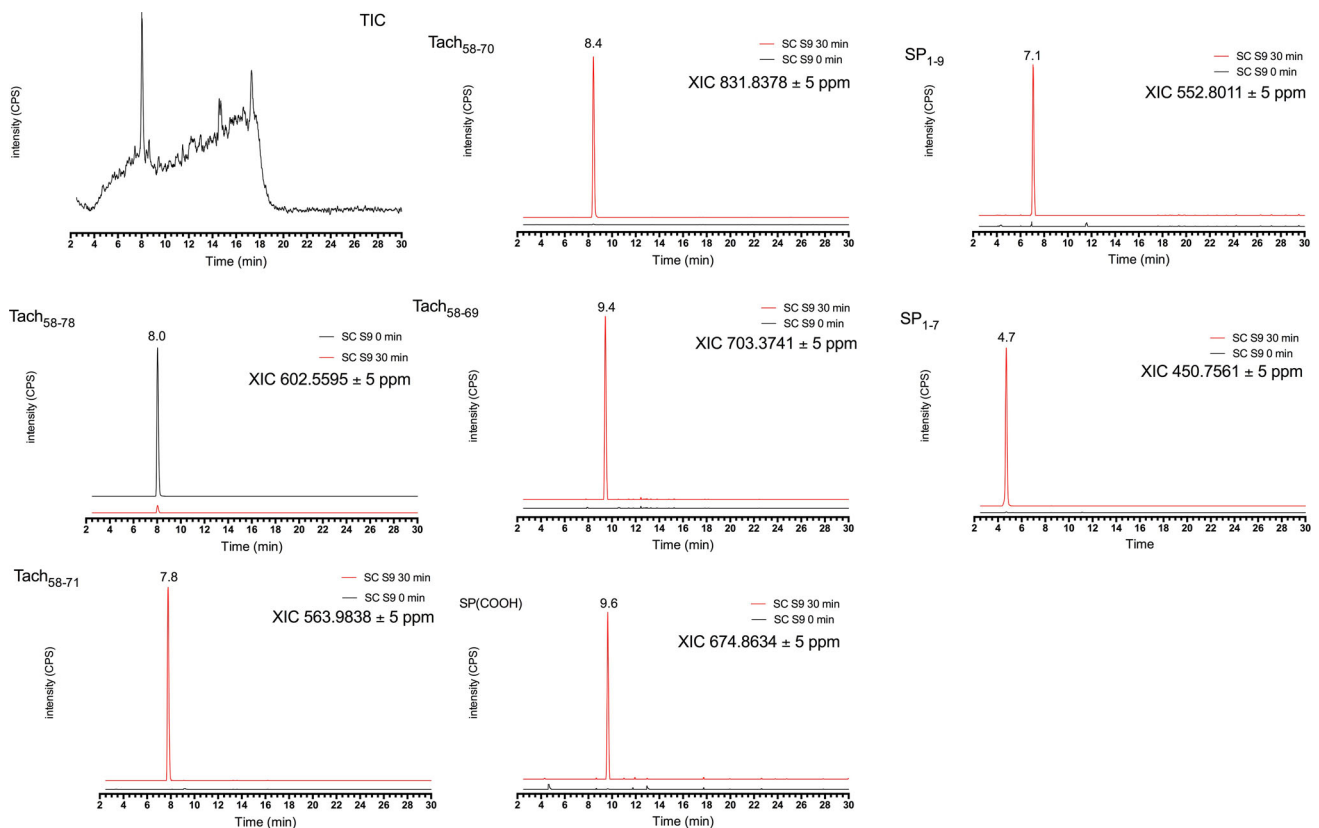 TIC
intensity (CPS)
2 4 6 8 10 12 14 16 18 20 22 24 26 28 30
Time (min)
Tach58-70
8.4
SC S9 30 min
SC S9 0 min
XIC 831.8378 ± 5 ppm
intensity (CPS)
2 4 6 8 10 12 14 16 18 20 22 24 26 28 30
Time (min)
SP1-9
7.1
SC S9 30 min
SC S9 0 min
XIC 552.8011 ± 5 ppm
intensity (CPS)
2 4 6 8 10 12 14 16 18 20 22 24 26 28 30
Time (min)
Tach58-78
8.0
SC S9 0 min
SC S9 30 min
XIC 602.5595 ± 5 ppm
intensity (CPS)
2 4 6 8 10 12 14 16 18 20 22 24 26 28 30
Time (min)
Tach58-69
9.4
SC S9 30 min
SC S9 0 min
XIC 703.3741 ± 5 ppm
intensity (CPS)
2 4 6 8 10 12 14 16 18 20 22 24 26 28 30
Time (min)
SP1-7
4.7
SC S9 30 min
SC S9 0 min
XIC 450.7561 ± 5 ppm
intensity (CPS)
2 4 6 8 10 12 14 16 18 20 22 24 26 28 30
Time
Tach58-71
7.8
SC S9 30 min
SC S9 0 min
XIC 563.9838 ± 5 ppm
intensity (CPS)
2 4 6 8 10 12 14 16 18 20 22 24 26 28 30
Time (min)
SP(COOH)
9.6
SC S9 30 min
SC S9 0 min
XIC 674.8634 ± 5 ppm
intensity (CPS)
2 4 6 8 10 12 14 16 18 20 22 24 26 28 30
Time (min)